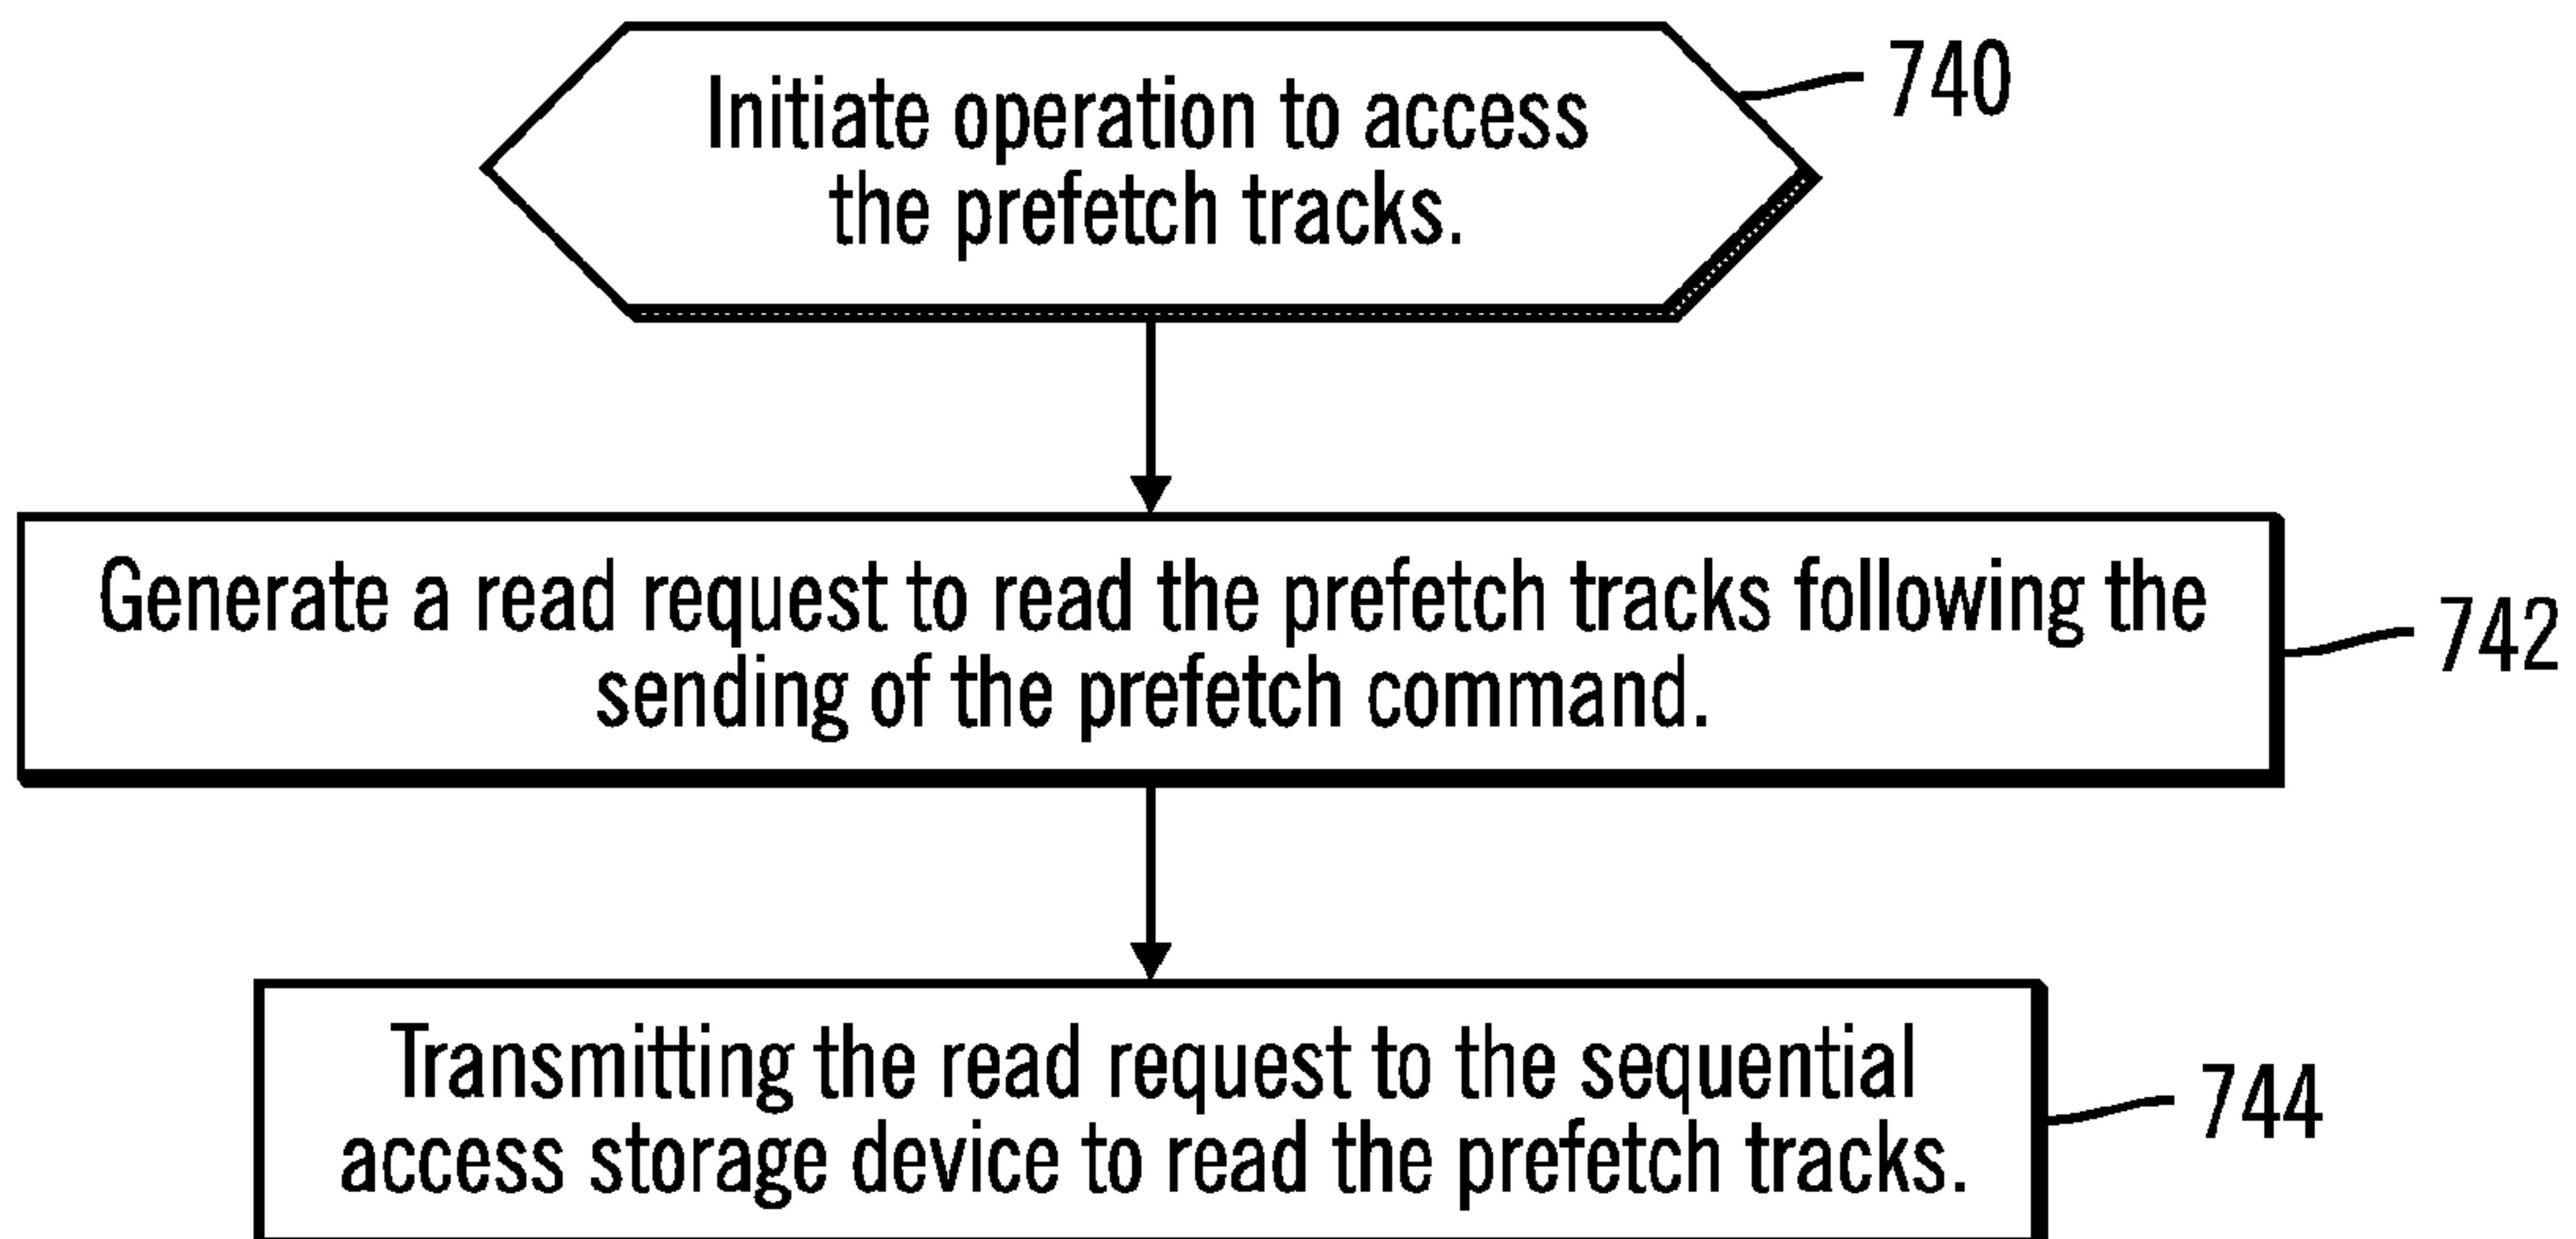 Initiate operation to access
the prefetch tracks.
740
Generate a read request to read the prefetch tracks following the
sending of the prefetch command.
742
Transmitting the read request to the sequential
access storage device to read the prefetch tracks.
744